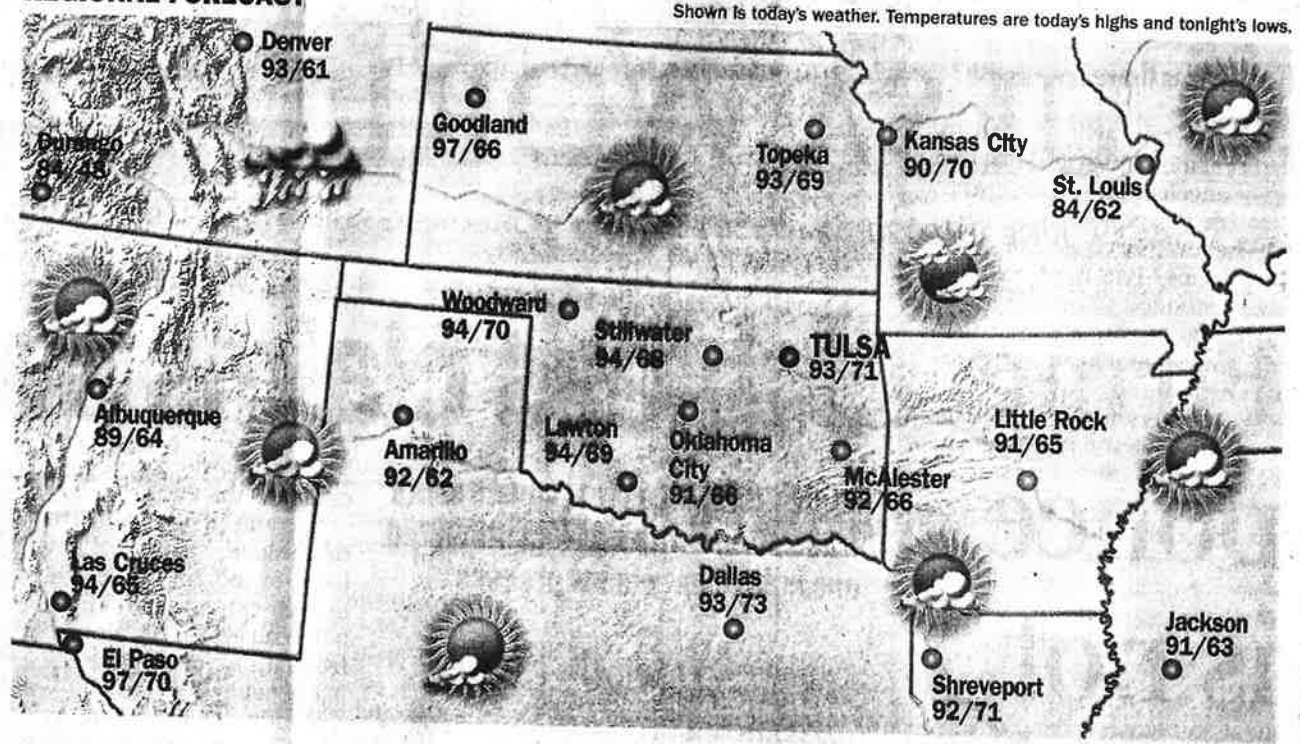 REGIONAL FORECAST
Shown is today's weather. Temperatures are today's highs and tonight's lows.
Denver
93/61
Goodland
97/66
Topeka
93/69
Kansas City
90/70
St. Louis
84/62
Durango
Woodward
94/70
Stillwater
94/68
TULSA
93/71
Albuquerque
89/64
Amarillo
92/62
Lawton
94/69
Oklahoma
City
91/66
McAlester
92/66
Little Rock
91/65
Las Cruces
94/65
El Paso
97/70
Dallas
93/73
Shreveport
92/71
Jackson
91/63